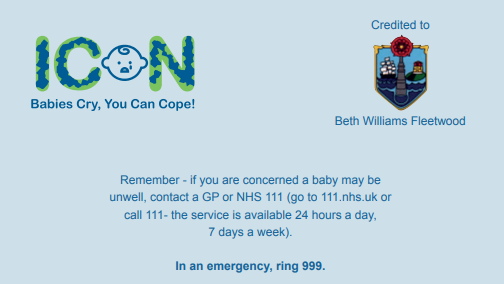 ICON
Babies Cry, You Can Cope!
Credited to
Beth Williams Fleetwood
Remember - if you are concerned a baby may be
unwell, contact a GP or NHS 111 (go to 111.nhs.uk or
call 111- the service is available 24 hours a day,
7 days a week).
In an emergency, ring 999.